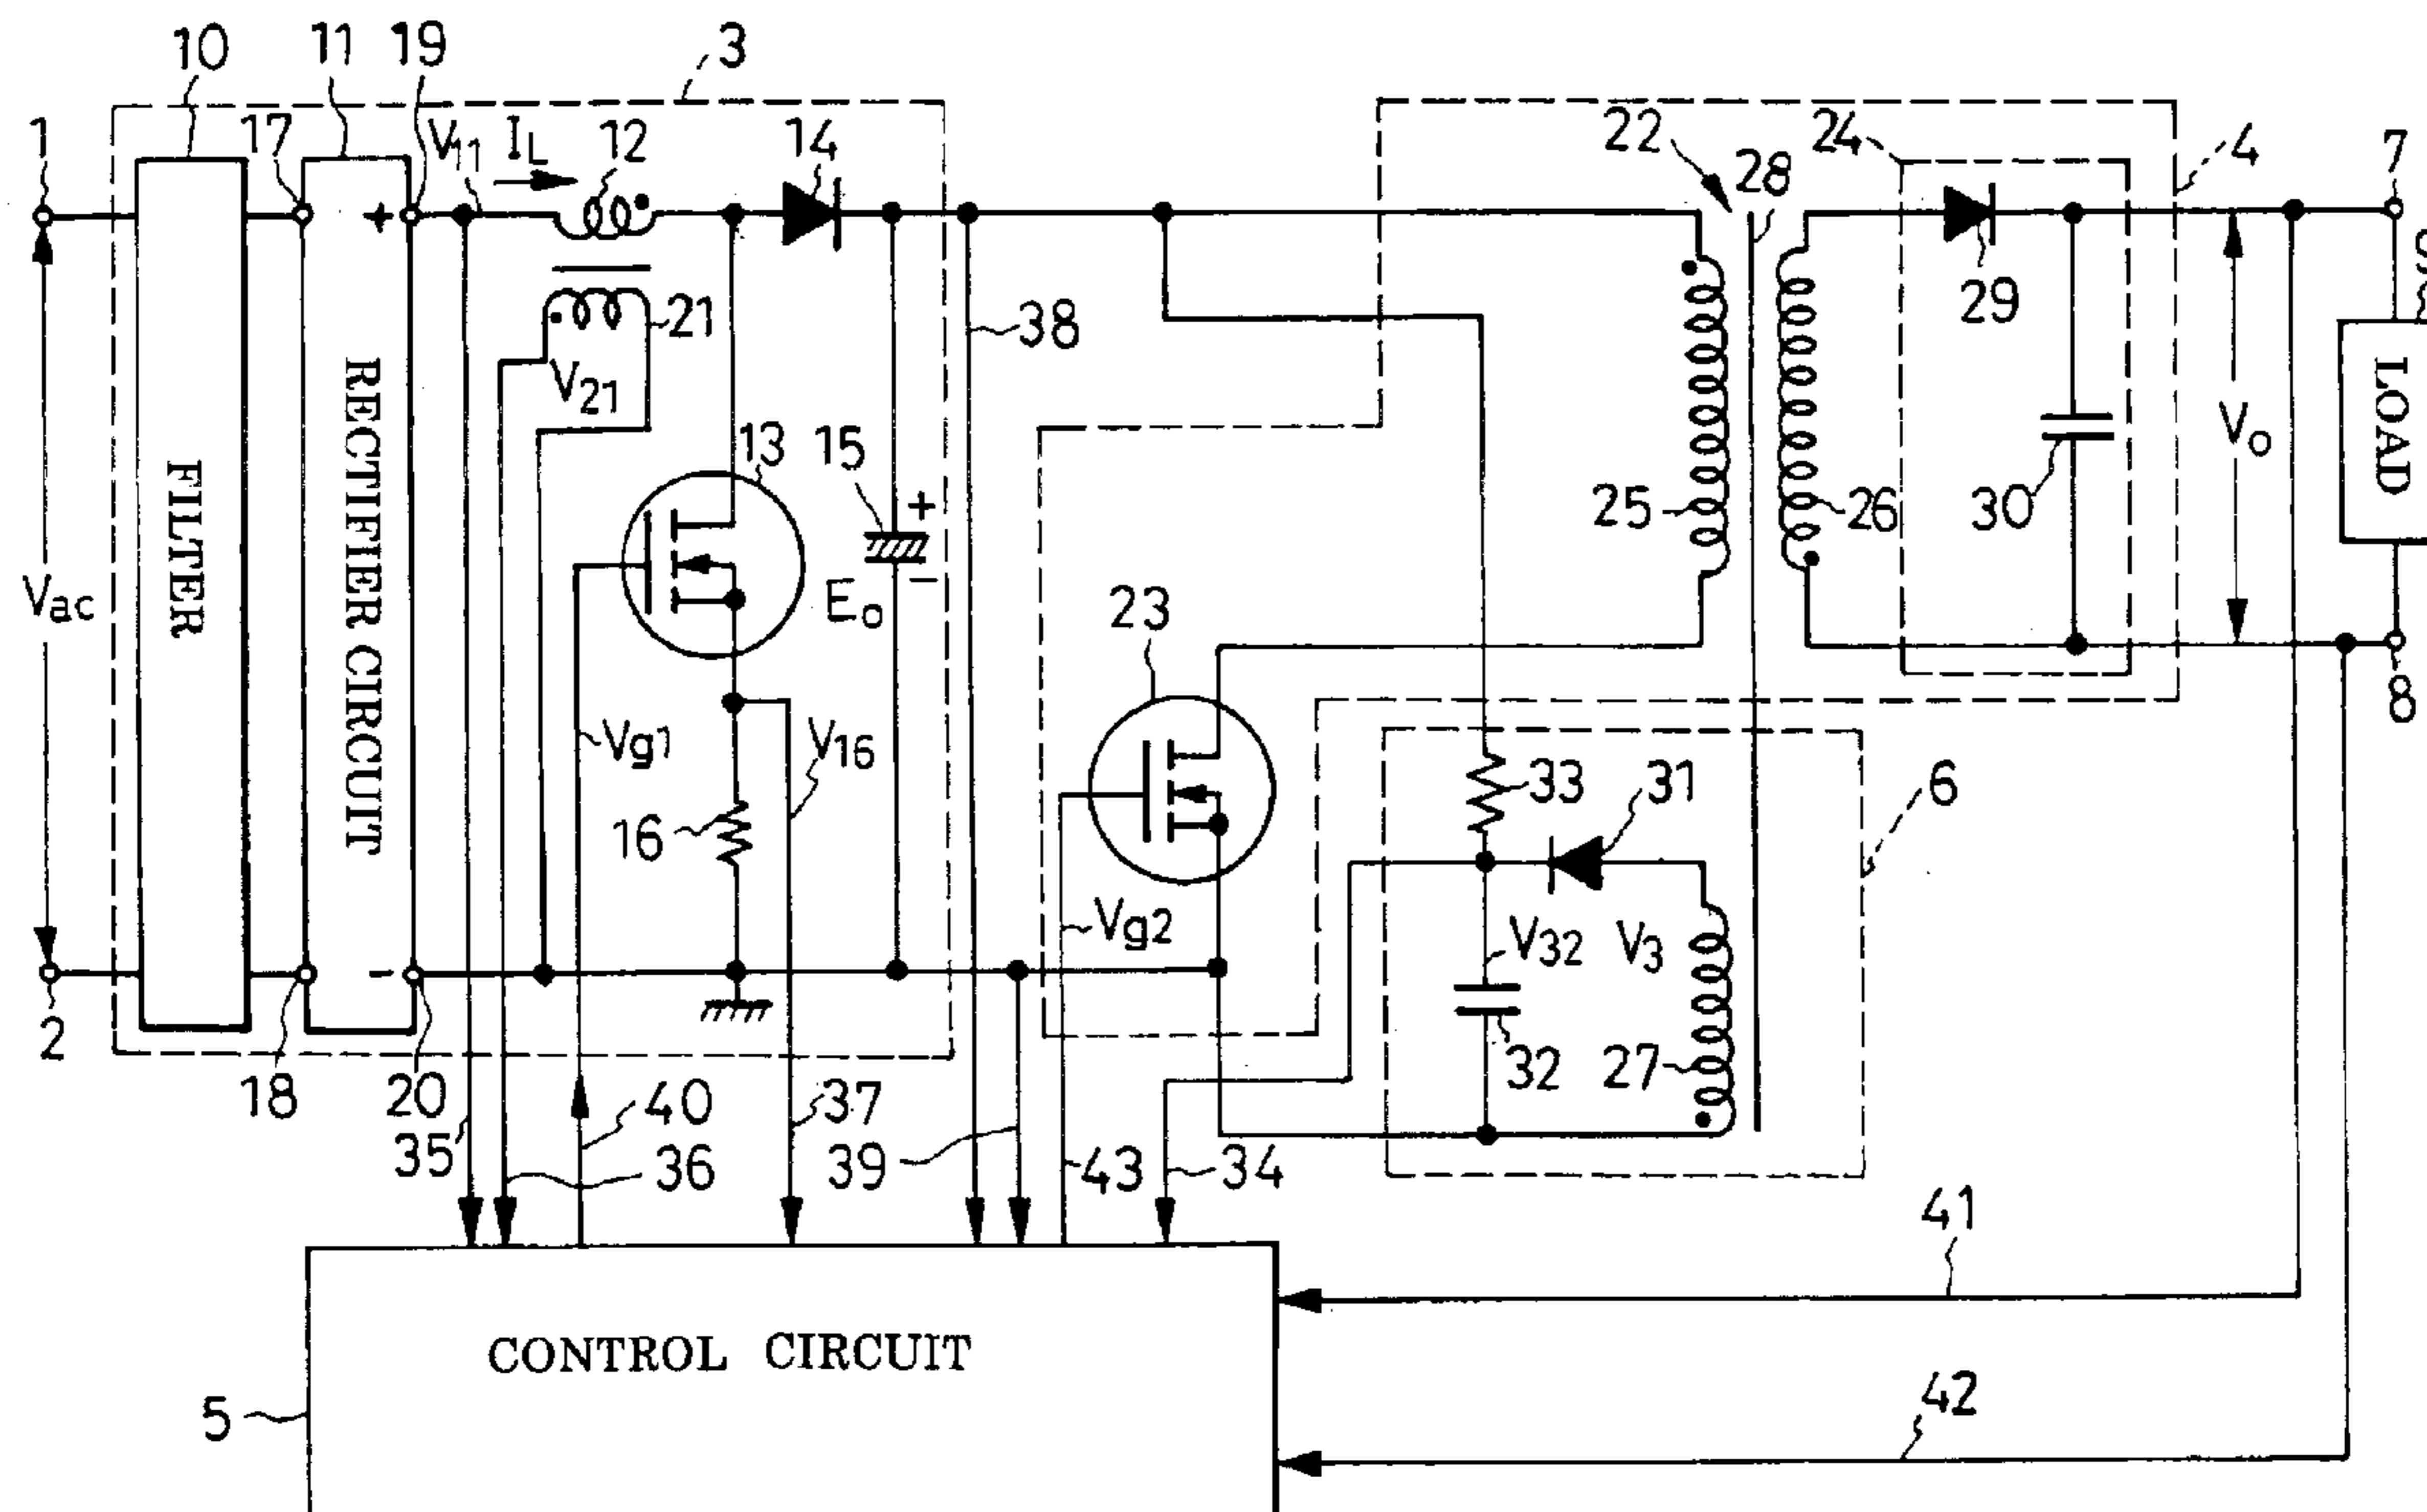 10 11 19 3
1 17 V11 IL 12 14 22 28 24 4 7
+
21 38 29
V21
FILTER
RECTIFIER CIRCUIT
13 15 +
25 26 30 Vo
LOAD
Vac Eo − 23
8
Vg1 V16
16 33 31 6
Vg2 V32 V3
−
2 18 20 32 27
35 40 37
36 39 43 34
41
CONTROL CIRCUIT
42
5